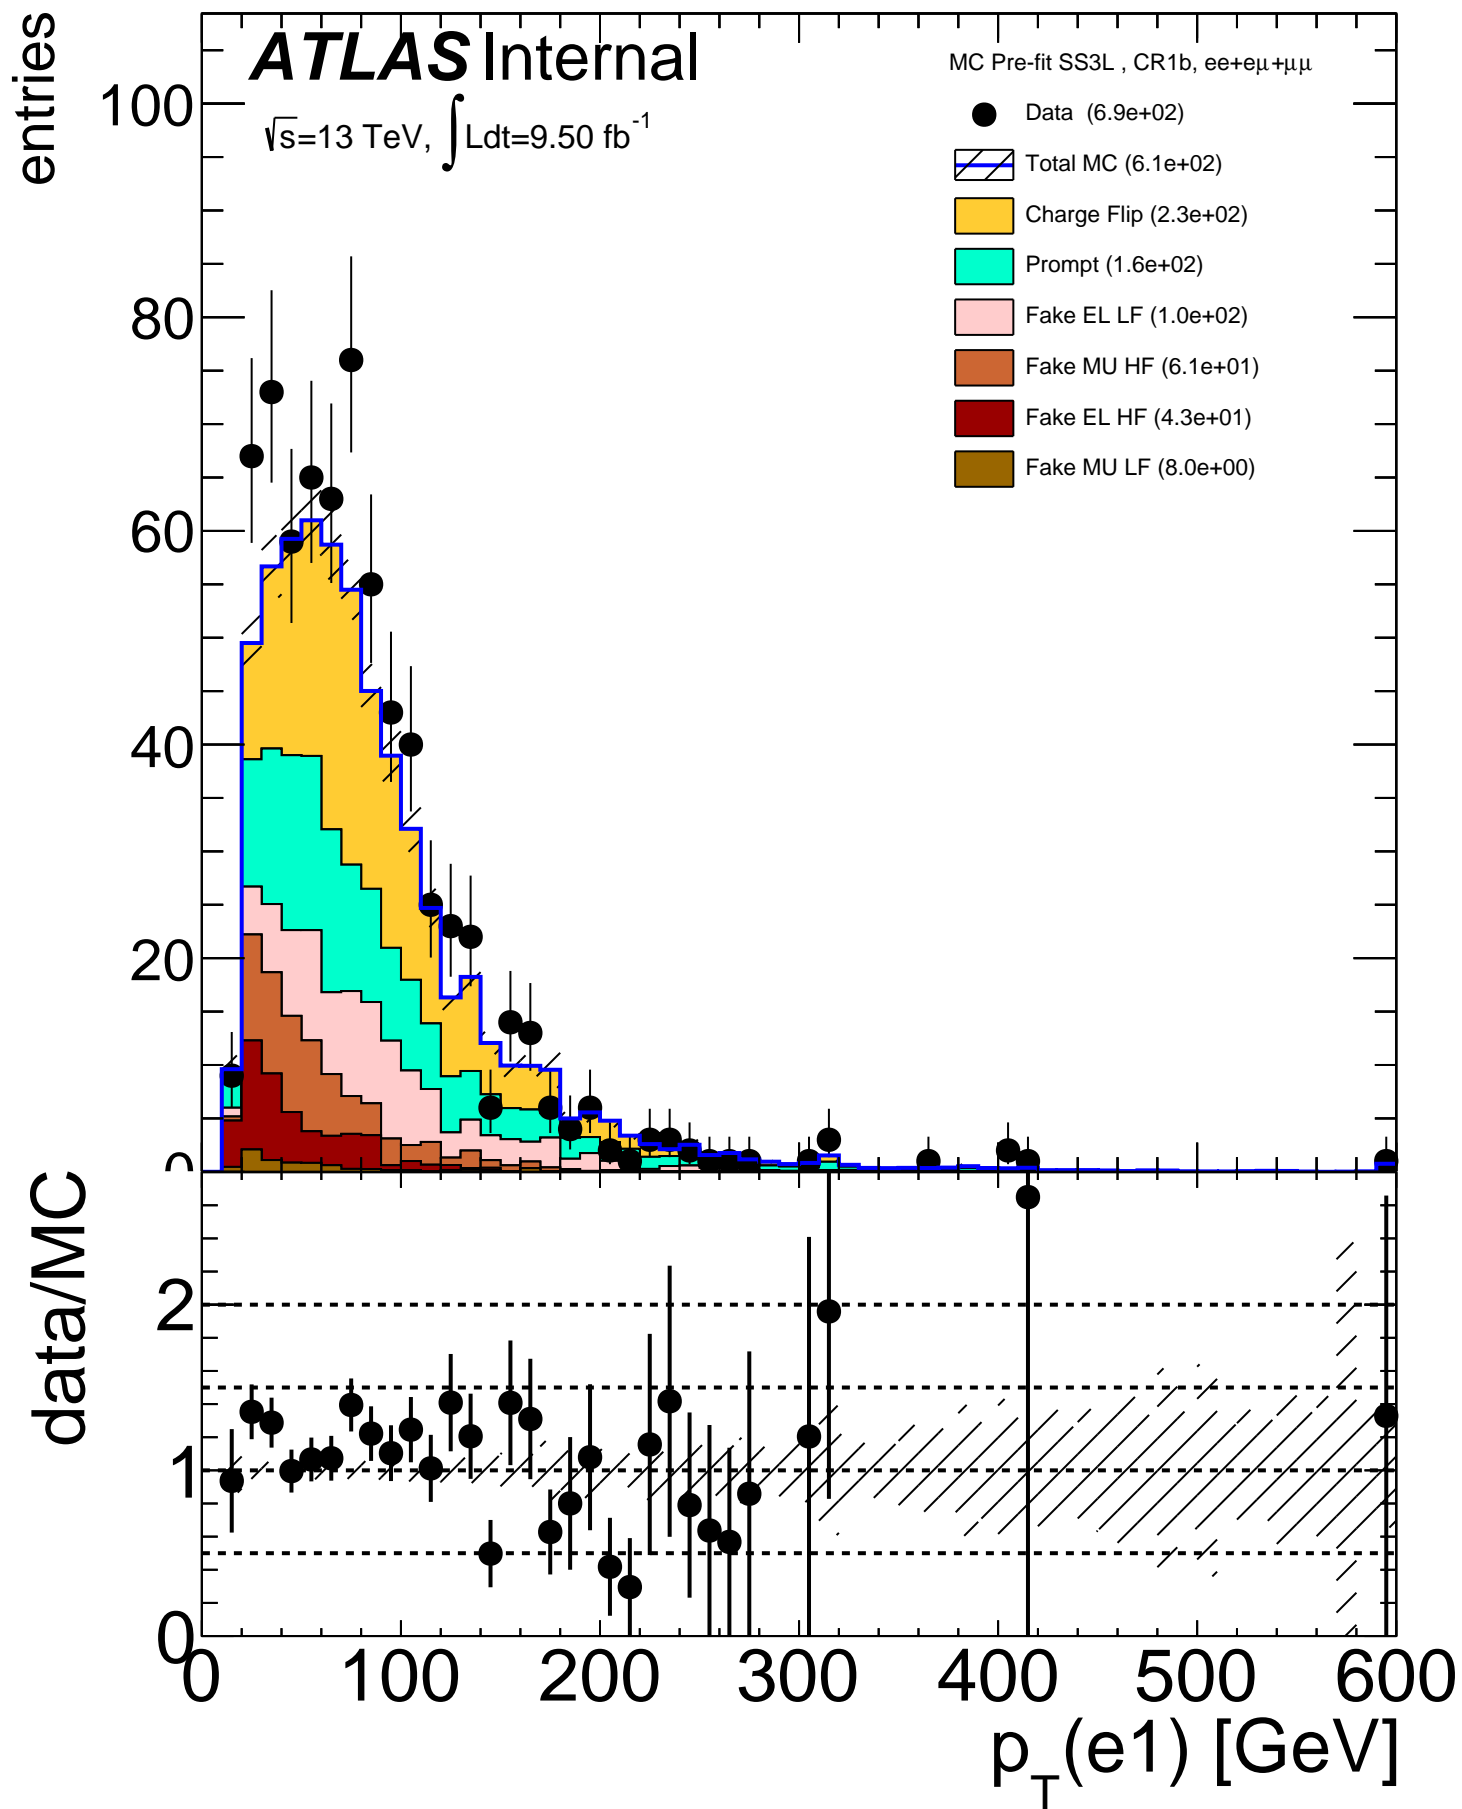 entries
ATLAS Internal
√s=13 TeV, ∫Ldt=9.50 fb⁻¹
MC Pre-fit SS3L , CR1b, ee+eμ+μμ
Data (6.9e+02)
Total MC (6.1e+02)
Charge Flip (2.3e+02)
Prompt (1.6e+02)
Fake EL LF (1.0e+02)
Fake MU HF (6.1e+01)
Fake EL HF (4.3e+01)
Fake MU LF (8.0e+00)
100
80
60
40
20
0
data/MC
2
1
0
0 100 200 300 400 500 600
p_T(e1) [GeV]